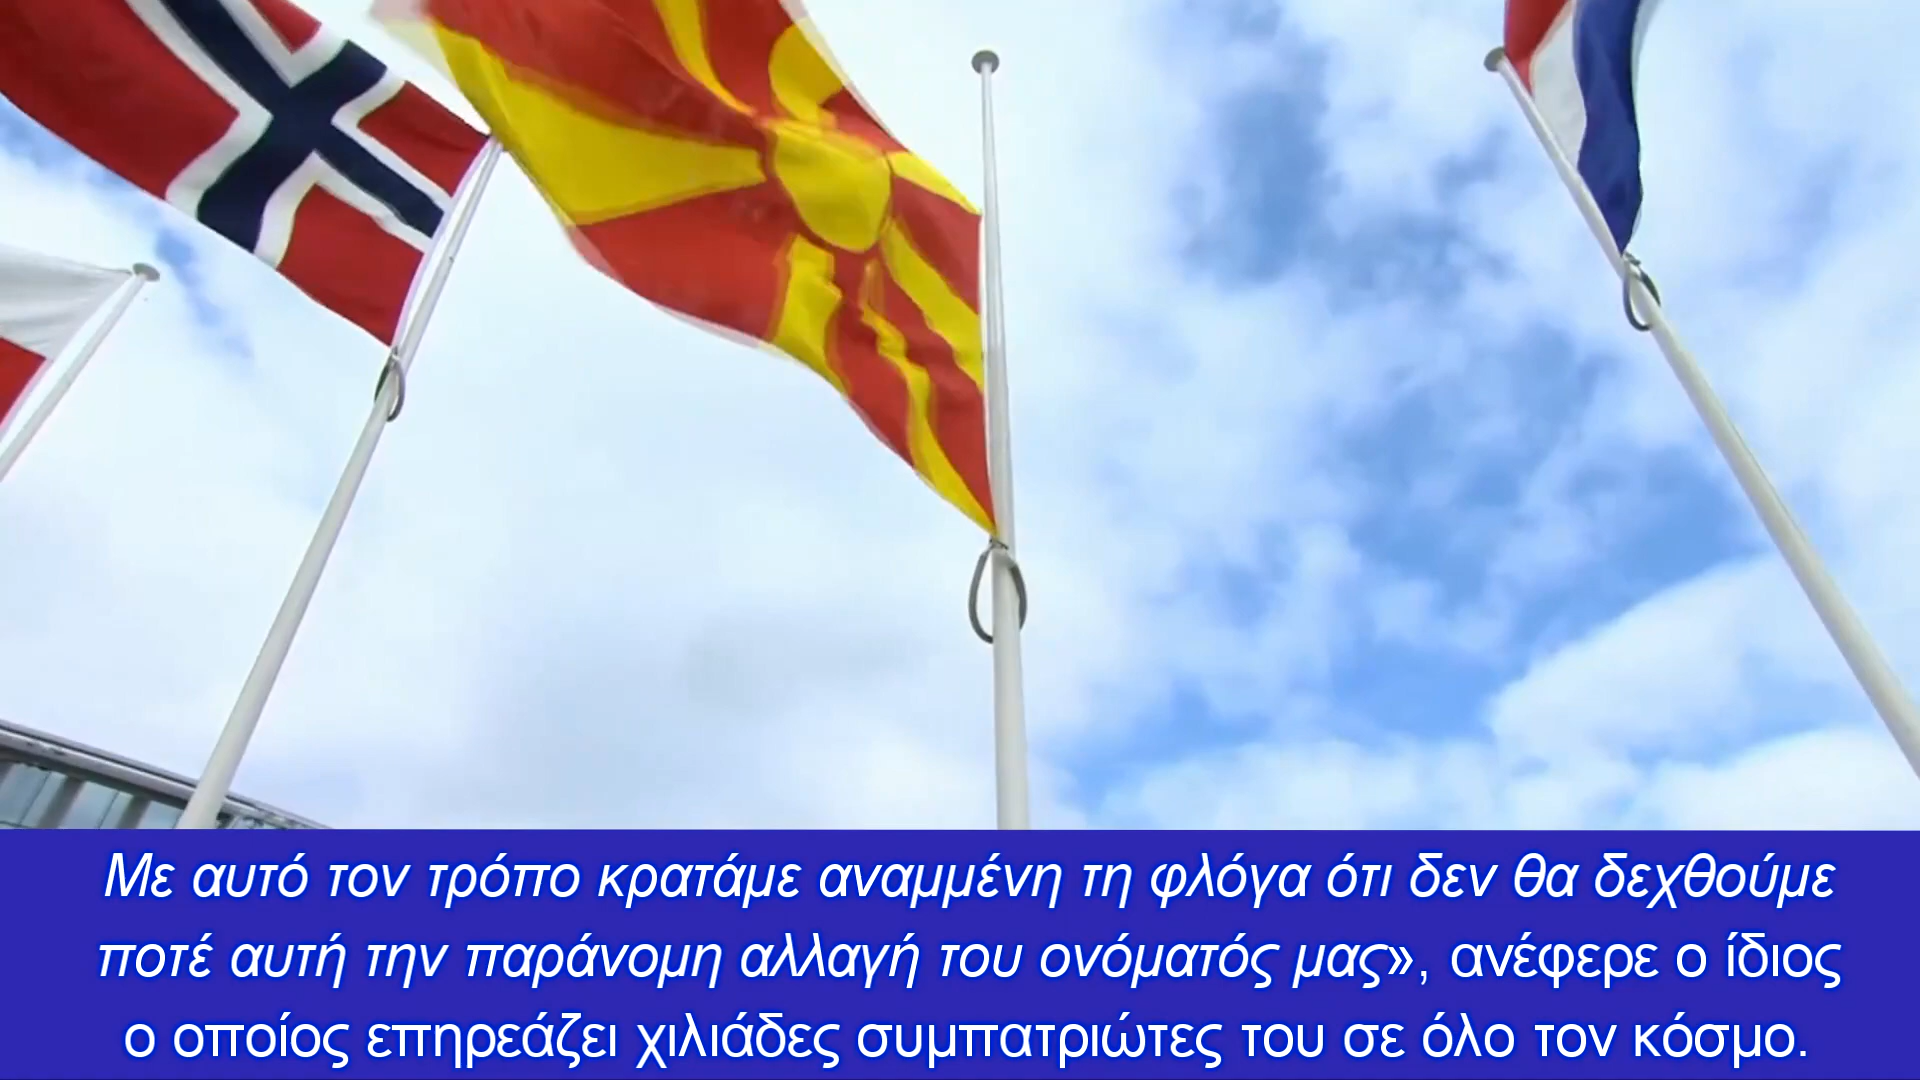 Με αυτό τον τρόπο κρατάμε αναμμένη τη φλόγα ότι δεν θα δεχθούμε
ποτέ αυτή την παράνομη αλλαγή του ονόματός μας», ανέφερε ο ίδιος
ο οποίος επηρεάζει χιλιάδες συμπατριώτες του σε όλο τον κόσμο.